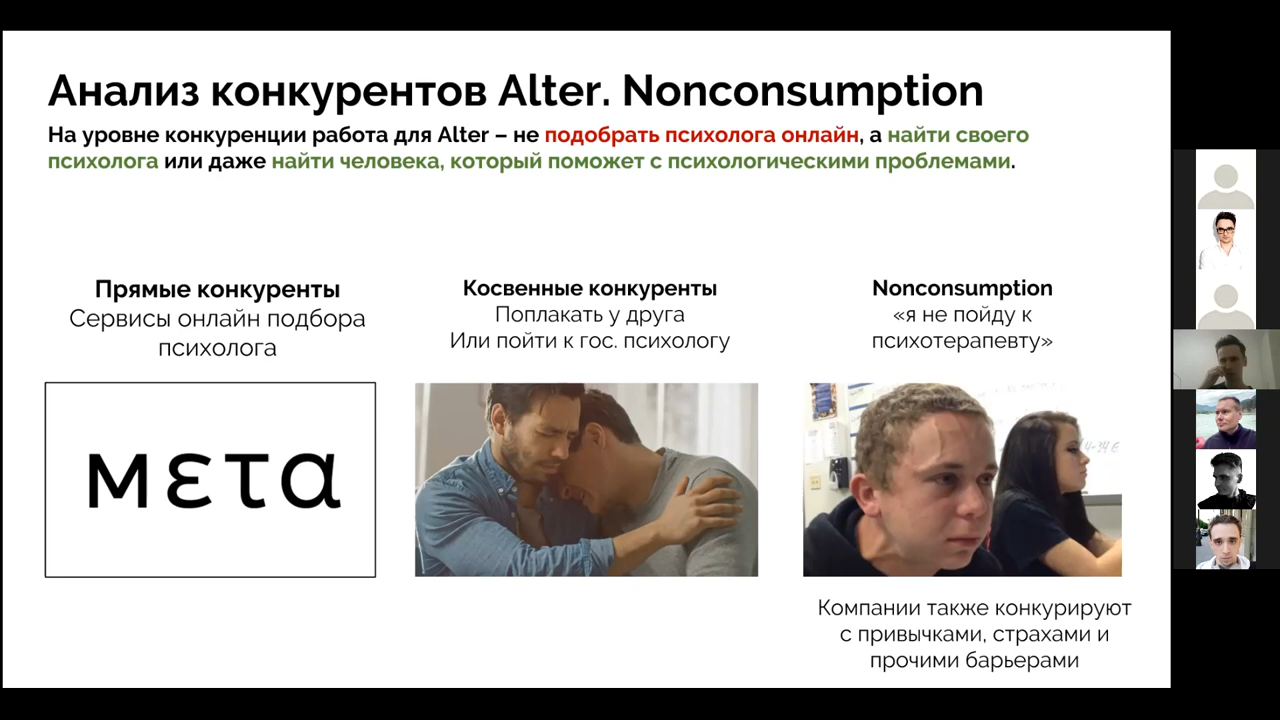 Анализ конкурентов Alter. Nonconsumption
На уровне конкуренции работа для Alter – не подобрать психолога онлайн, а найти своего
психолога или даже найти человека, который поможет с психологическими проблемами.
Прямые конкуренты
Сервисы онлайн подбора
психолога
мετα
Косвенные конкуренты
Поплакать у друга
Или пойти к гос. психологу
Nonconsumption
«я не пойду к
психотерапевту»
Компании также конкурируют
с привычками, страхами и
прочими барьерами